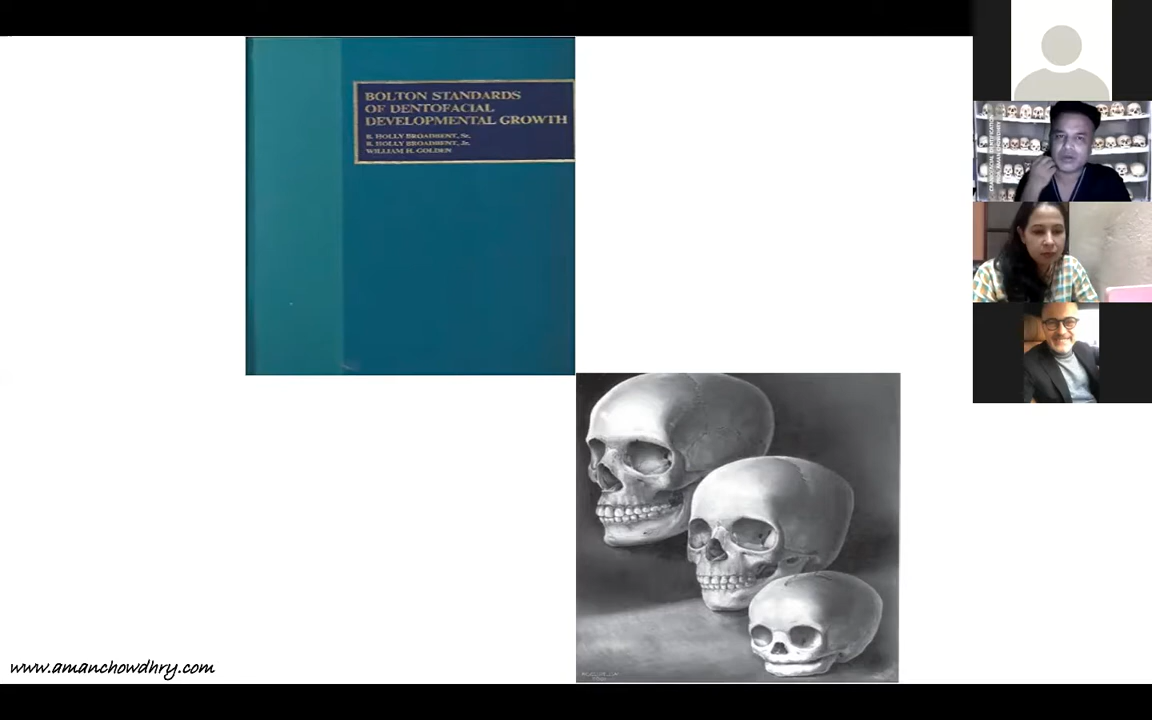 BOLTON STANDARDS
OF DENTOFACIAL
DEVELOPMENTAL GROWTH
B. HOLLY BROADBENT, Sr.
B. HOLLY BROADBENT, Jr.
WILLIAM H. GOLDEN
www.amanchowdhry.com